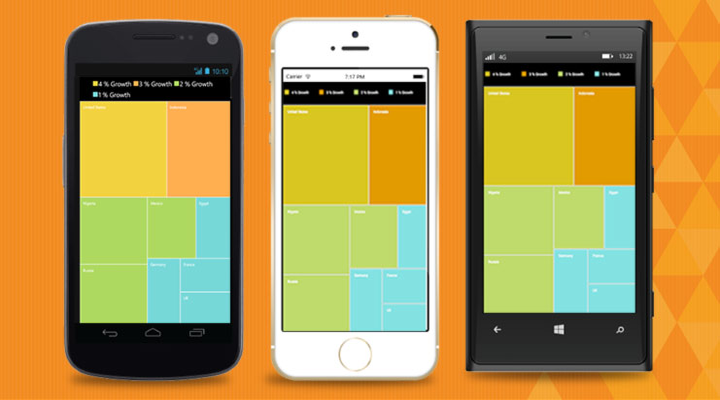 10:10
4 % Growth 3 % Growth 2 % Growth
1 % Growth
United States Indonesia
Nigeria Mexico Egypt
Germany France
Russia
UK
Carrier 7:17 PM
4 % Growth 3 % Growth 2 % Growth 1 % Growth
United States Indonesia
Nigeria Mexico Egypt
Germany France
Russia
UK
4G 13:22
4 % Growth 3 % Growth 2 % Growth 1 % Growth
United States Indonesia
Nigeria Mexico Egypt
Germany France
Russia
UK